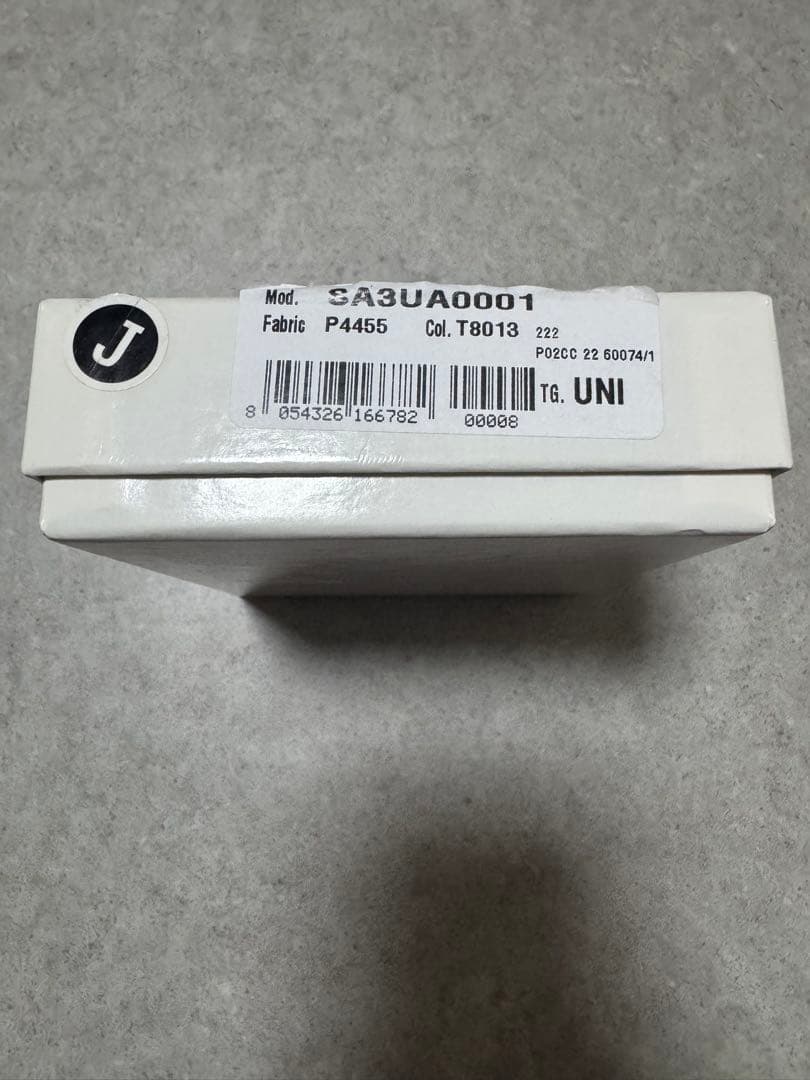 J
Mod. SA3UA0001
Fabric P4455 Col. T8013 222
P02CC 22 60074/1
TG. UNI
8 054326 166782 00008